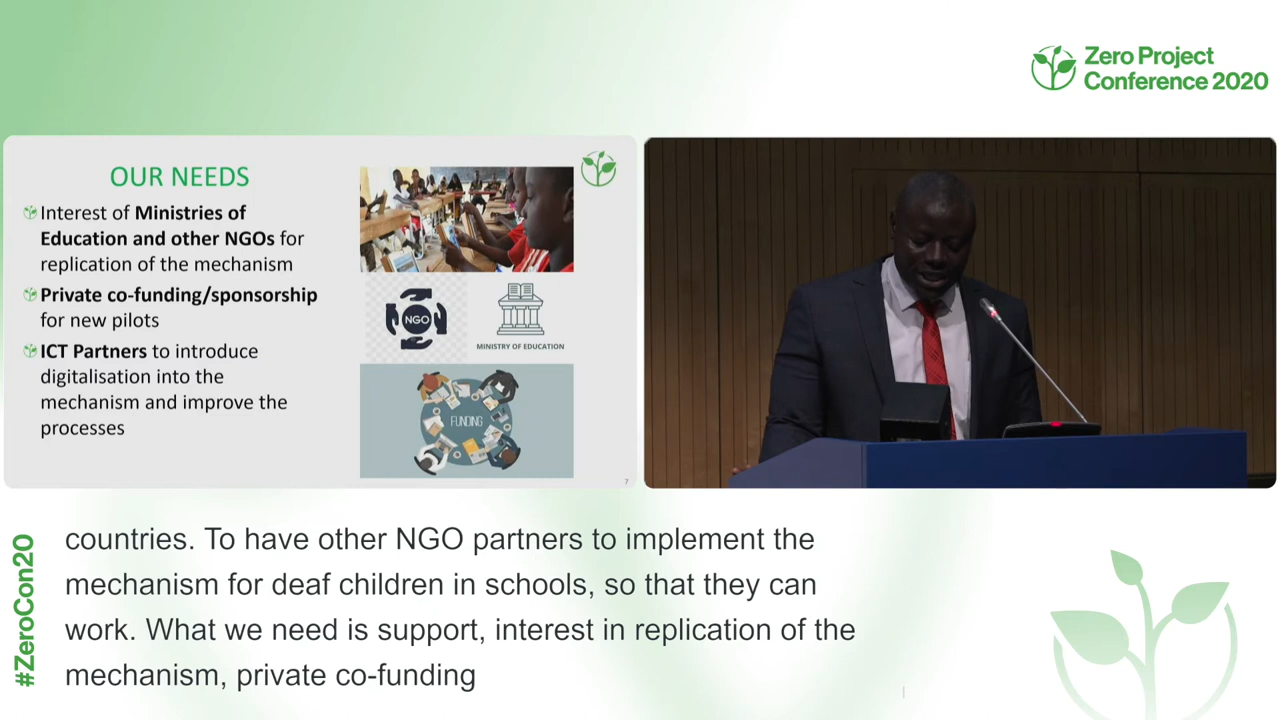 Zero Project
Conference 2020
OUR NEEDS
Interest of Ministries of
Education and other NGOs for
replication of the mechanism
Private co-funding/sponsorship
for new pilots
ICT Partners to introduce
digitalisation into the
mechanism and improve the
processes
NGO
MINISTRY OF EDUCATION
FUNDING
7
#ZeroCon20
countries. To have other NGO partners to implement the
mechanism for deaf children in schools, so that they can
work. What we need is support, interest in replication of the
mechanism, private co-funding